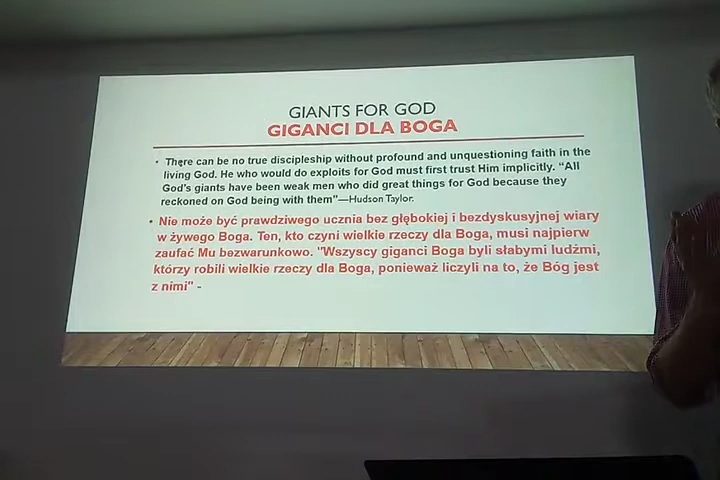 GIANTS FOR GOD
GIGANCI DLA BOGA
• There can be no true discipleship without profound and unquestioning faith in the
living God. He who would do exploits for God must first trust Him implicitly. “All
God's giants have been weak men who did great things for God because they
reckoned on God being with them”—Hudson Taylor.
• Nie może być prawdziwego ucznia bez głębokiej i bezdyskusyjnej wiary
w żywego Boga. Ten, kto czyni wielkie rzeczy dla Boga, musi najpierw
zaufać Mu bezwarunkowo. "Wszyscy giganci Boga byli słabymi ludźmi,
którzy robili wielkie rzeczy dla Boga, ponieważ liczyli na to, że Bóg jest
z nimi" -